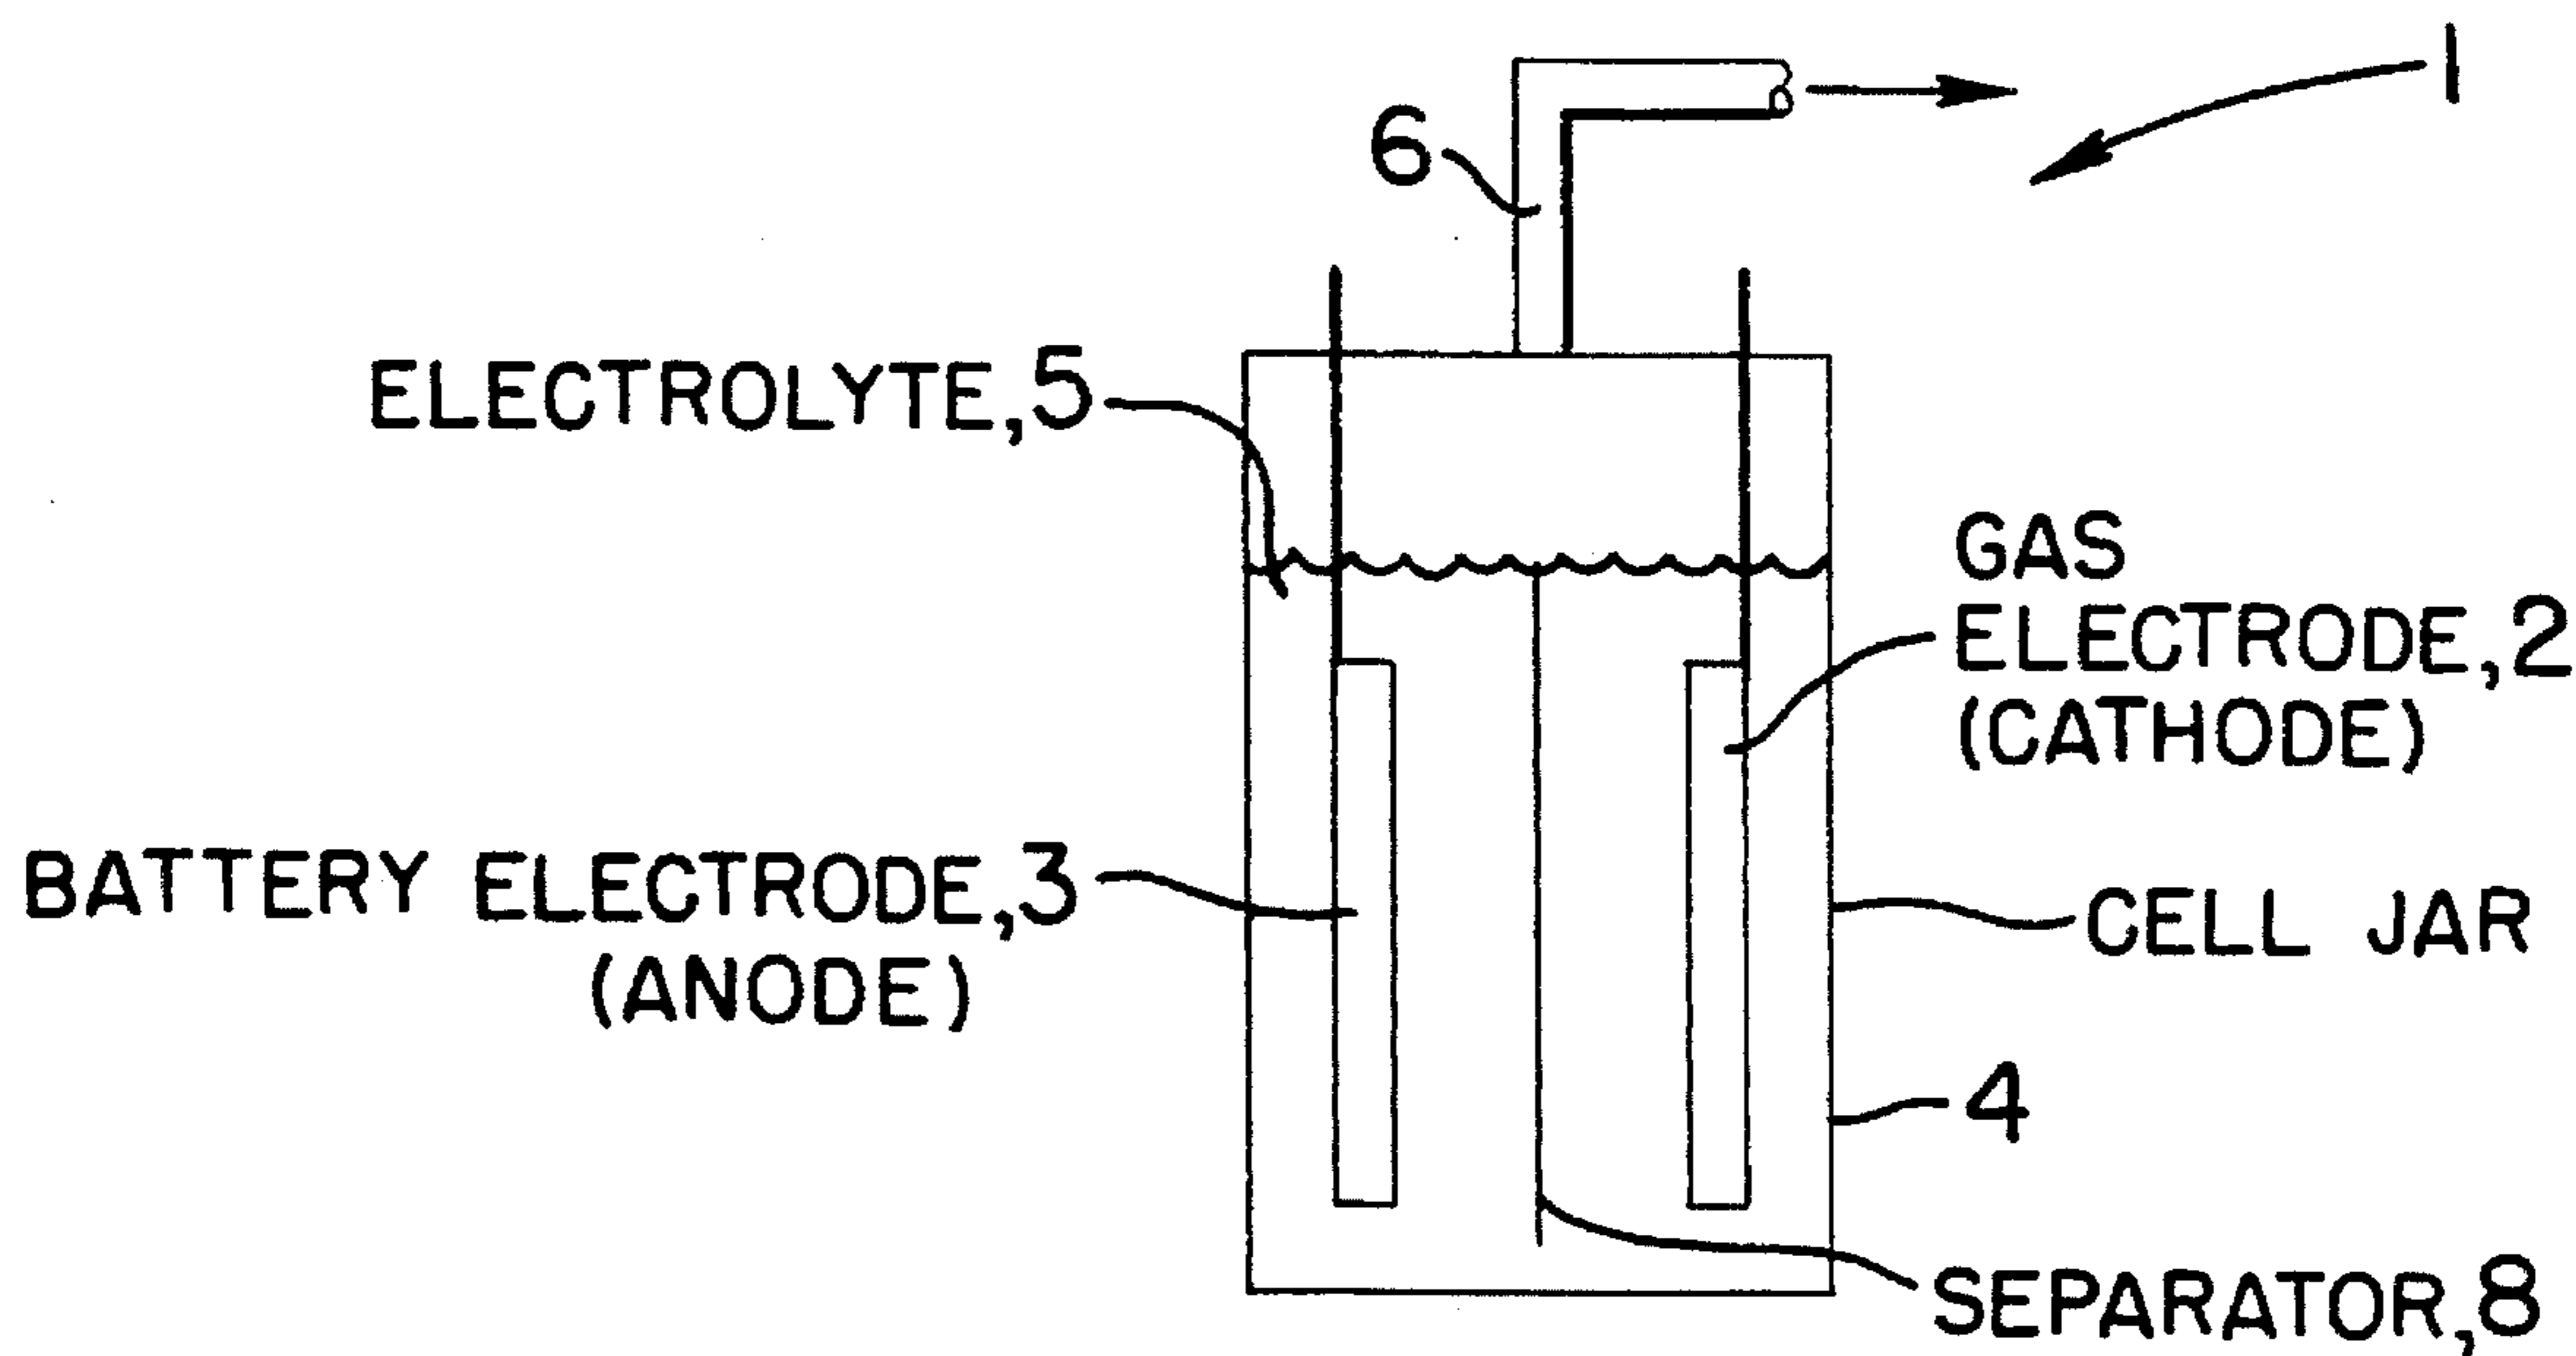 1
6
ELECTROLYTE,5
GAS
ELECTRODE,2
(CATHODE)
BATTERY ELECTRODE,3
(ANODE)
CELL JAR
4
SEPARATOR,8